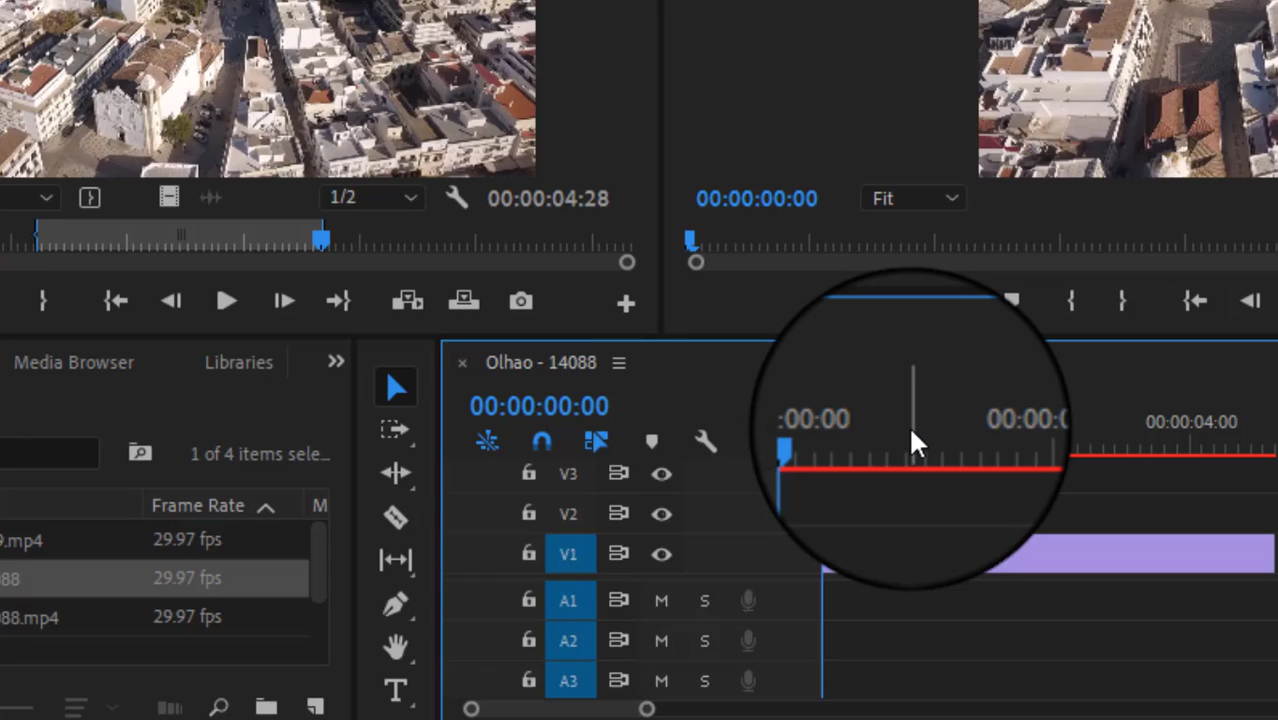 1/2
00:00:04:28
00:00:00:00
Fit
Media Browser
Libraries
Olhao - 14088
00:00:00:00
:00:00
00:00:0
00:00:04:00
1 of 4 items sele...
Frame Rate
M
9.mp4
29.97 fps
88
29.97 fps
88.mp4
29.97 fps
V3
V2
V1
A1
M
S
A2
M
S
A3
M
S
T